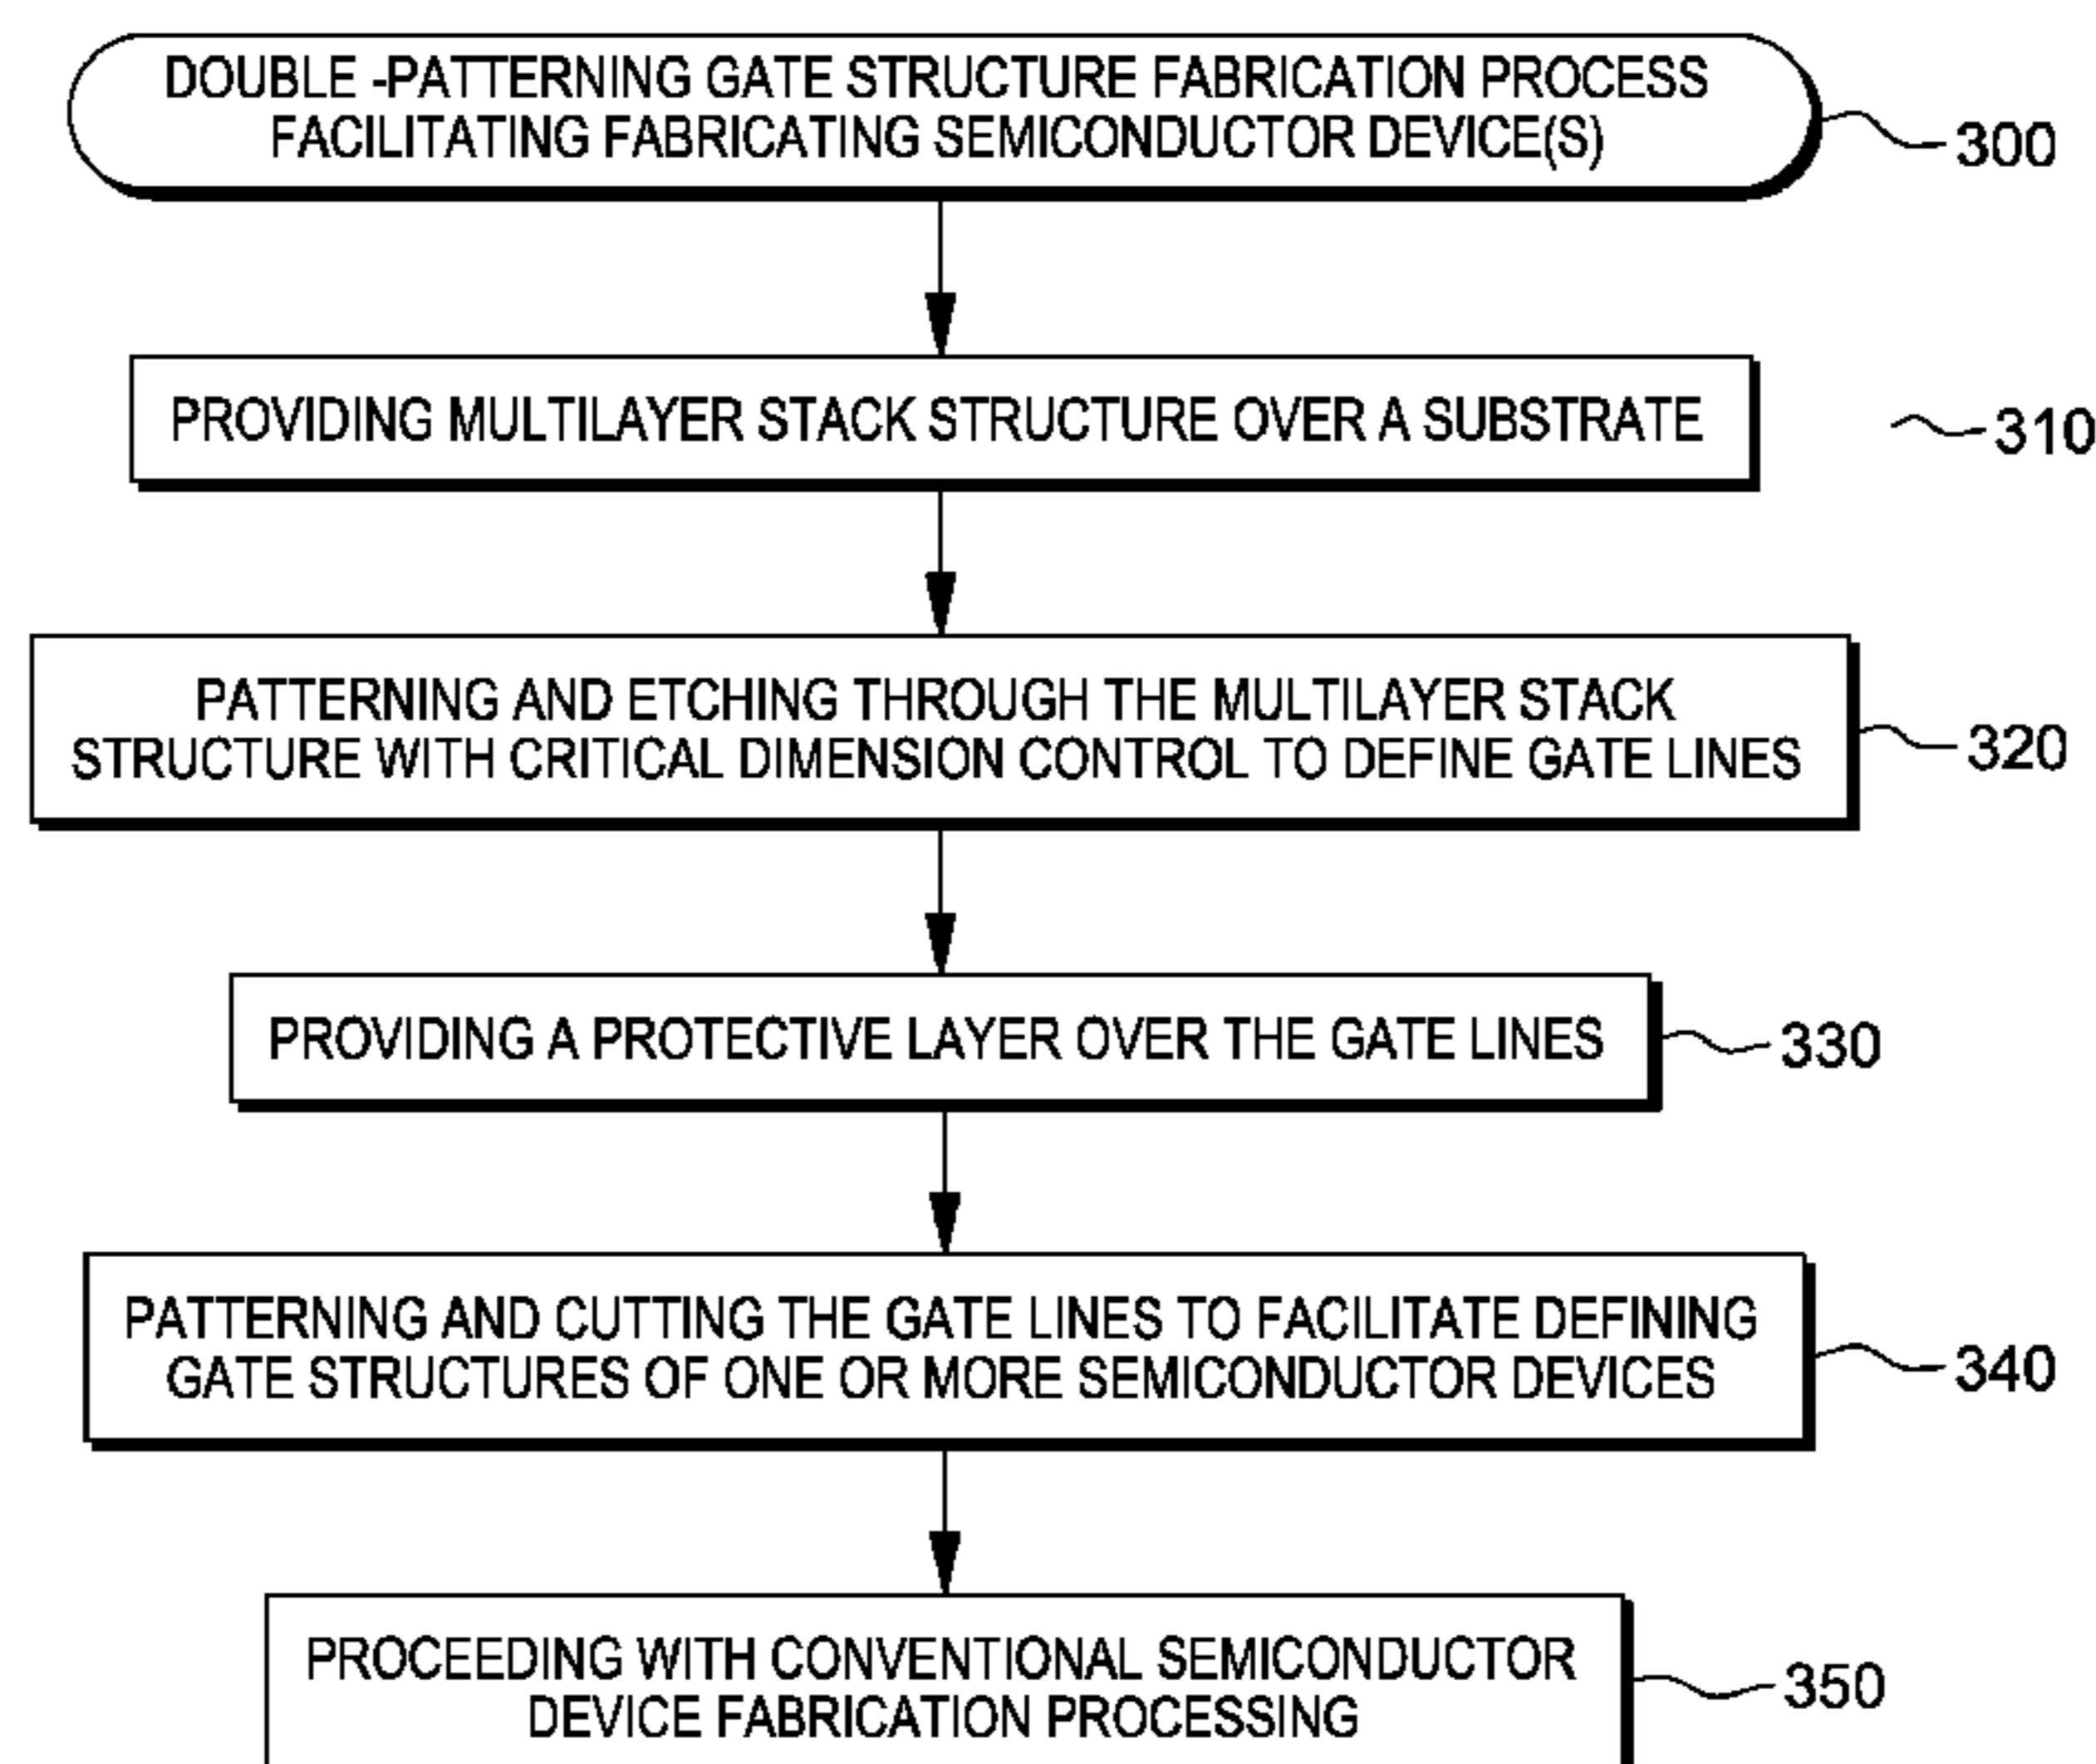 DOUBLE -PATTERNING GATE STRUCTURE FABRICATION PROCESS
FACILITATING FABRICATING SEMICONDUCTOR DEVICE(S)
300
PROVIDING MULTILAYER STACK STRUCTURE OVER A SUBSTRATE
310
PATTERNING AND ETCHING THROUGH THE MULTILAYER STACK
STRUCTURE WITH CRITICAL DIMENSION CONTROL TO DEFINE GATE LINES
320
PROVIDING A PROTECTIVE LAYER OVER THE GATE LINES
330
PATTERNING AND CUTTING THE GATE LINES TO FACILITATE DEFINING
GATE STRUCTURES OF ONE OR MORE SEMICONDUCTOR DEVICES
340
PROCEEDING WITH CONVENTIONAL SEMICONDUCTOR
DEVICE FABRICATION PROCESSING
350